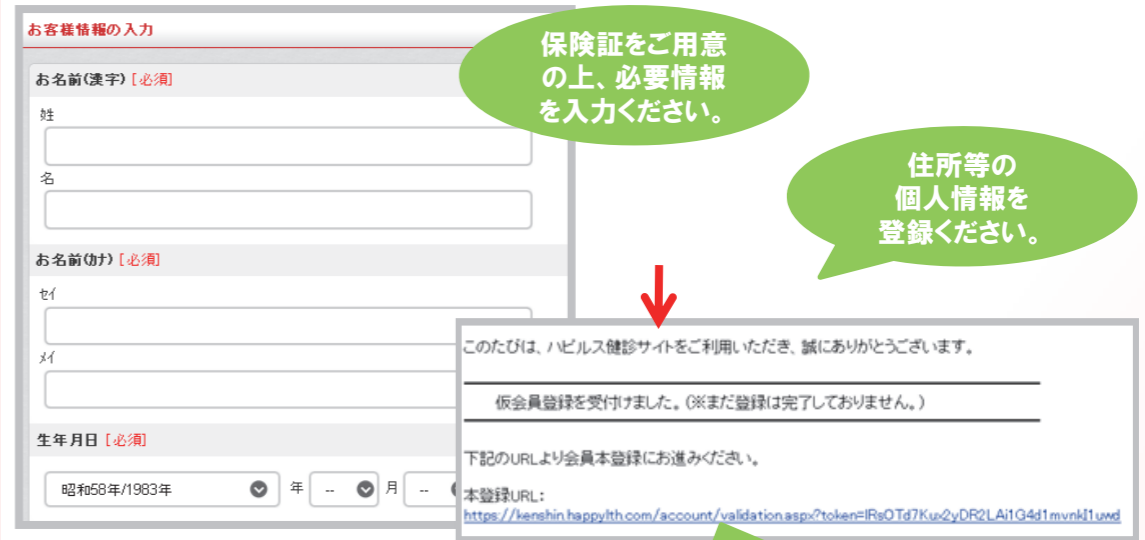 お客様情報の入力
お名前(漢字) [必須]
姓
名
お名前(カナ) [必須]
セイ
メイ
生年月日 [必須]
昭和58年/1983年 年 -- 月 --
保険証をご用意
の上、必要情報
を入力ください。
住所等の
個人情報を
登録ください。
このたびは、ハピルス健診サイトをご利用いただき、誠にありがとうございます。
仮会員登録を受付けました。(※まだ登録は完了しておりません。)
下記のURLより会員本登録にお進みください。
本登録URL:
https://kenshin.happylth.com/account/validation.aspx?token=IRsOTd7Kux2yDR2LAi1G4d1mvnkI1uwd